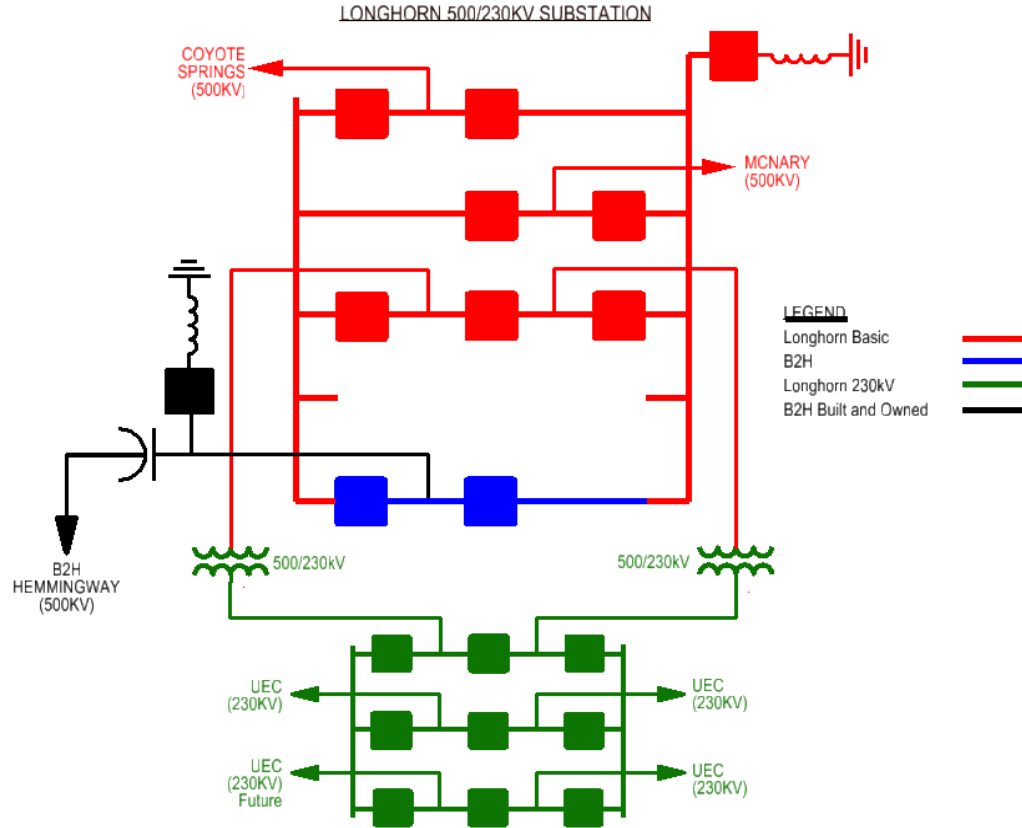 LONGHORN 500/230KV SUBSTATION
COYOTE
SPRINGS
(500KV)
MCNARY
(500KV)
LEGEND
Longhorn Basic
B2H
Longhorn 230kV
B2H Built and Owned
B2H
HEMMINGWAY
(500KV)
500/230kV
500/230kV
UEC
(230KV)
UEC
(230KV)
UEC
(230KV)
Future
UEC
(230KV)